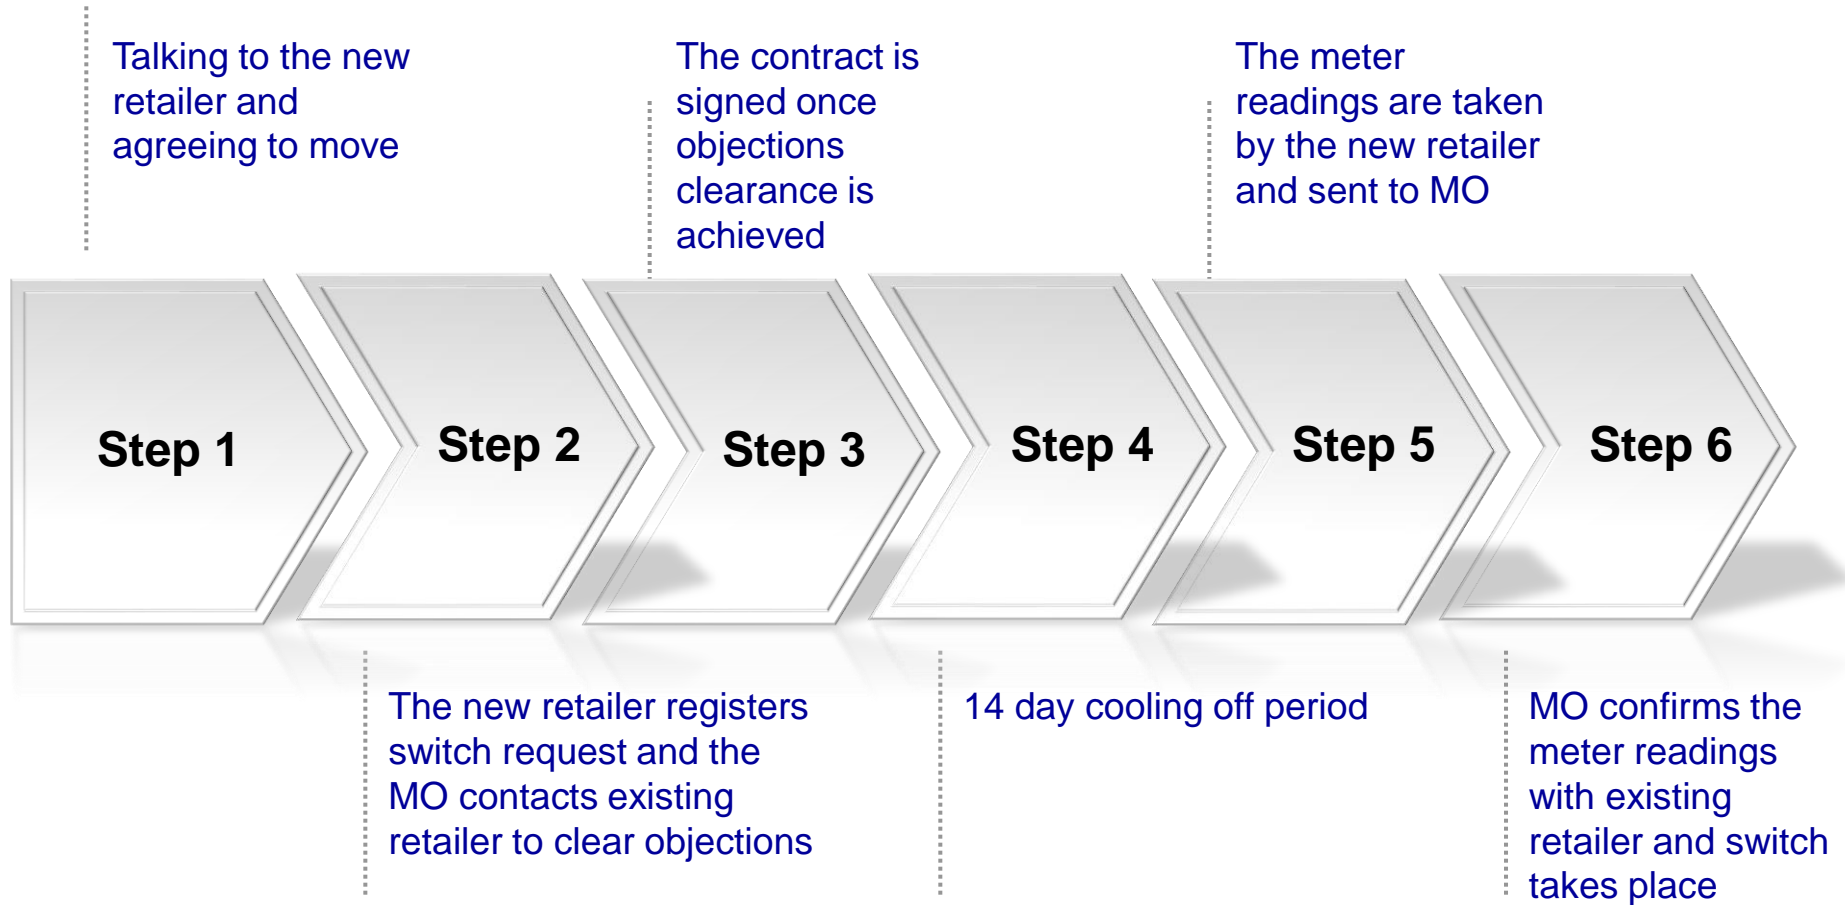 Talking to the new
retailer and
agreeing to move
The contract is
signed once
objections
clearance is
achieved
The meter
readings are taken
by the new retailer
and sent to MO
Step 1
Step 2
Step 3
Step 4
Step 5
Step 6
The new retailer registers
switch request and the
MO contacts existing
retailer to clear objections
14 day cooling off period
MO confirms the
meter readings
with existing
retailer and switch
takes place